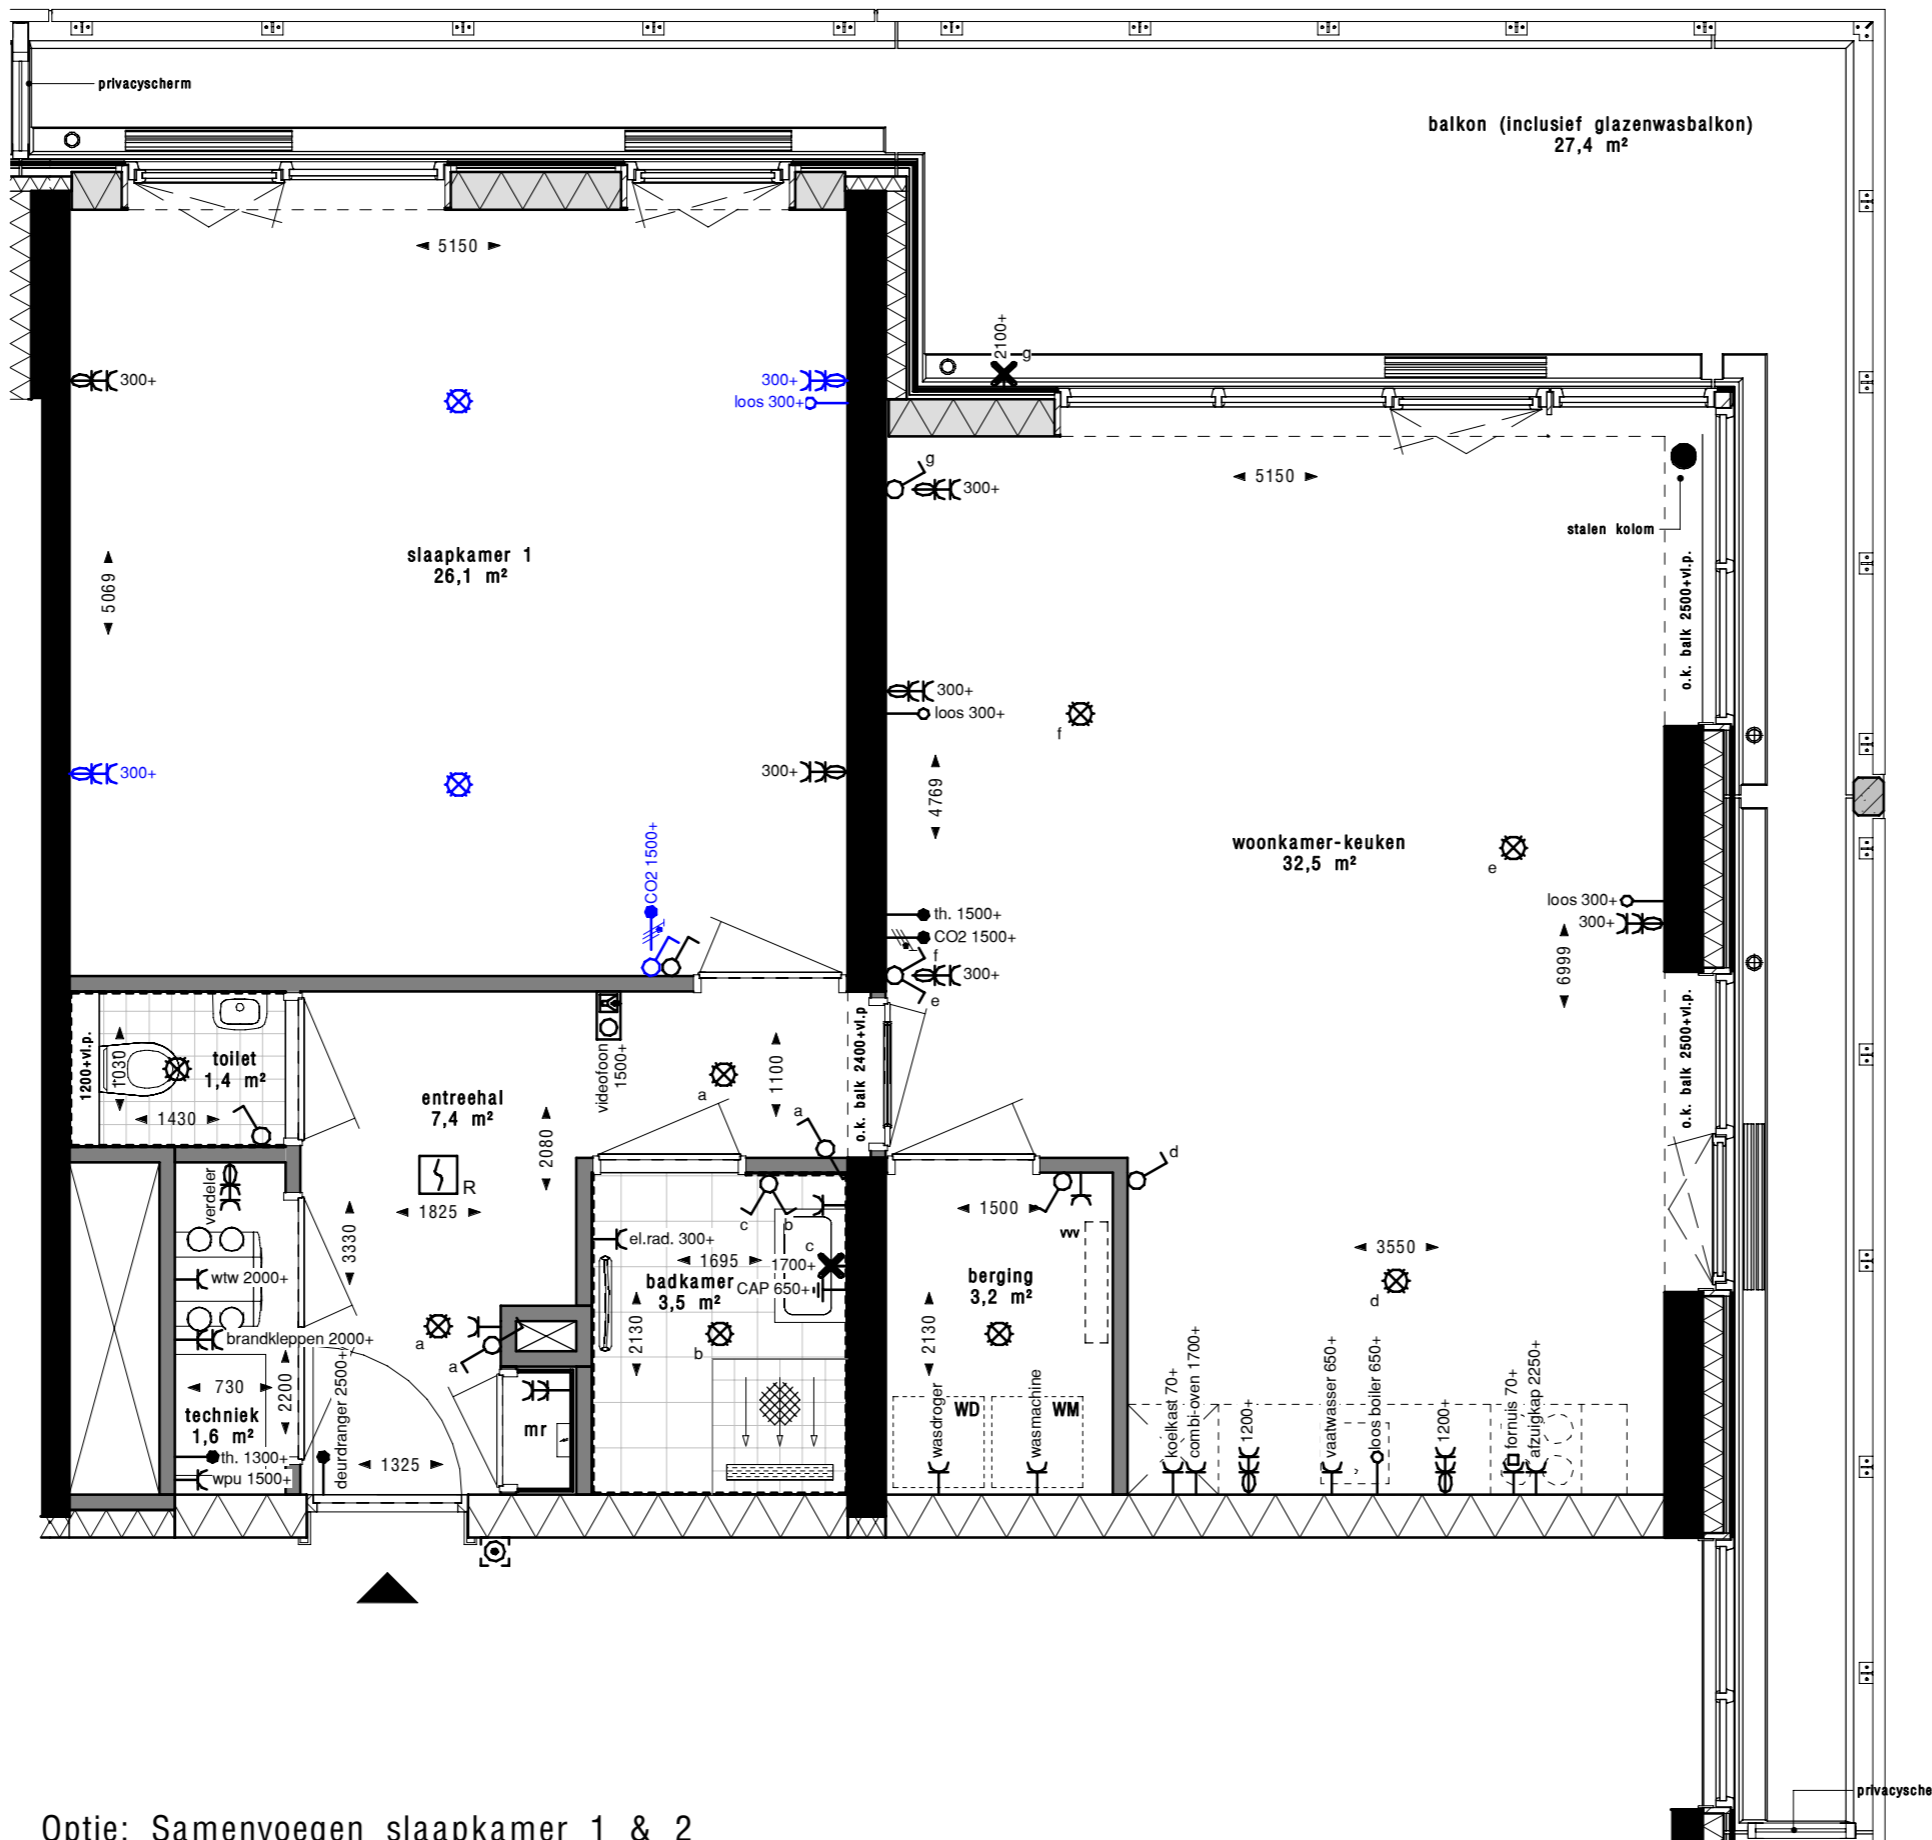 privacyscherm
balkon (inclusief glazenwasbalkon)
27,4 m²
5150
2100+
g
300+
300+
loos 300+
g
300+
5150
stalen kolom
slaapkamer 1
26,1 m²
5069
o.k. balk 2500+vl.p.
300+
loos 300+
f
300+
300+
4769
woonkamer-keuken
32,5 m²
e
CO2 1500+
loos 300+
300+
th. 1500+
CO2 1500+
f
300+
e
6999
1200+vl.p.
1030
toilet
1,4 m²
1430
videofoon
1500+
entreehal
7,4 m²
a
1100
a
o.k. balk 2400+vl.p
o.k. balk 2500+vl.p.
2080
d
verdeler
R
1825
3330
c
b
1500
vvv
el.rad. 300+
c
1695
1700+
3550
wtw 2000+
badkamer
3,5 m²
CAP 650+
berging
3,2 m²
d
2130
2130
brandkleppen 2000+
a
a
b
730
2200
deurdranger 2500+
techniek
1,6 m²
mr
wasdroger
WD
wasmachine
WM
koelkast 70+
combi-oven 1700+
1200+
vaatwasser 650+
loos boiler 650+
1200+
fornuis 70+
afzuigkap 2250+
th. 1300+
wpu 1500+
1325
privacysche
Optie: Samenvoegen slaapkamer 1 & 2